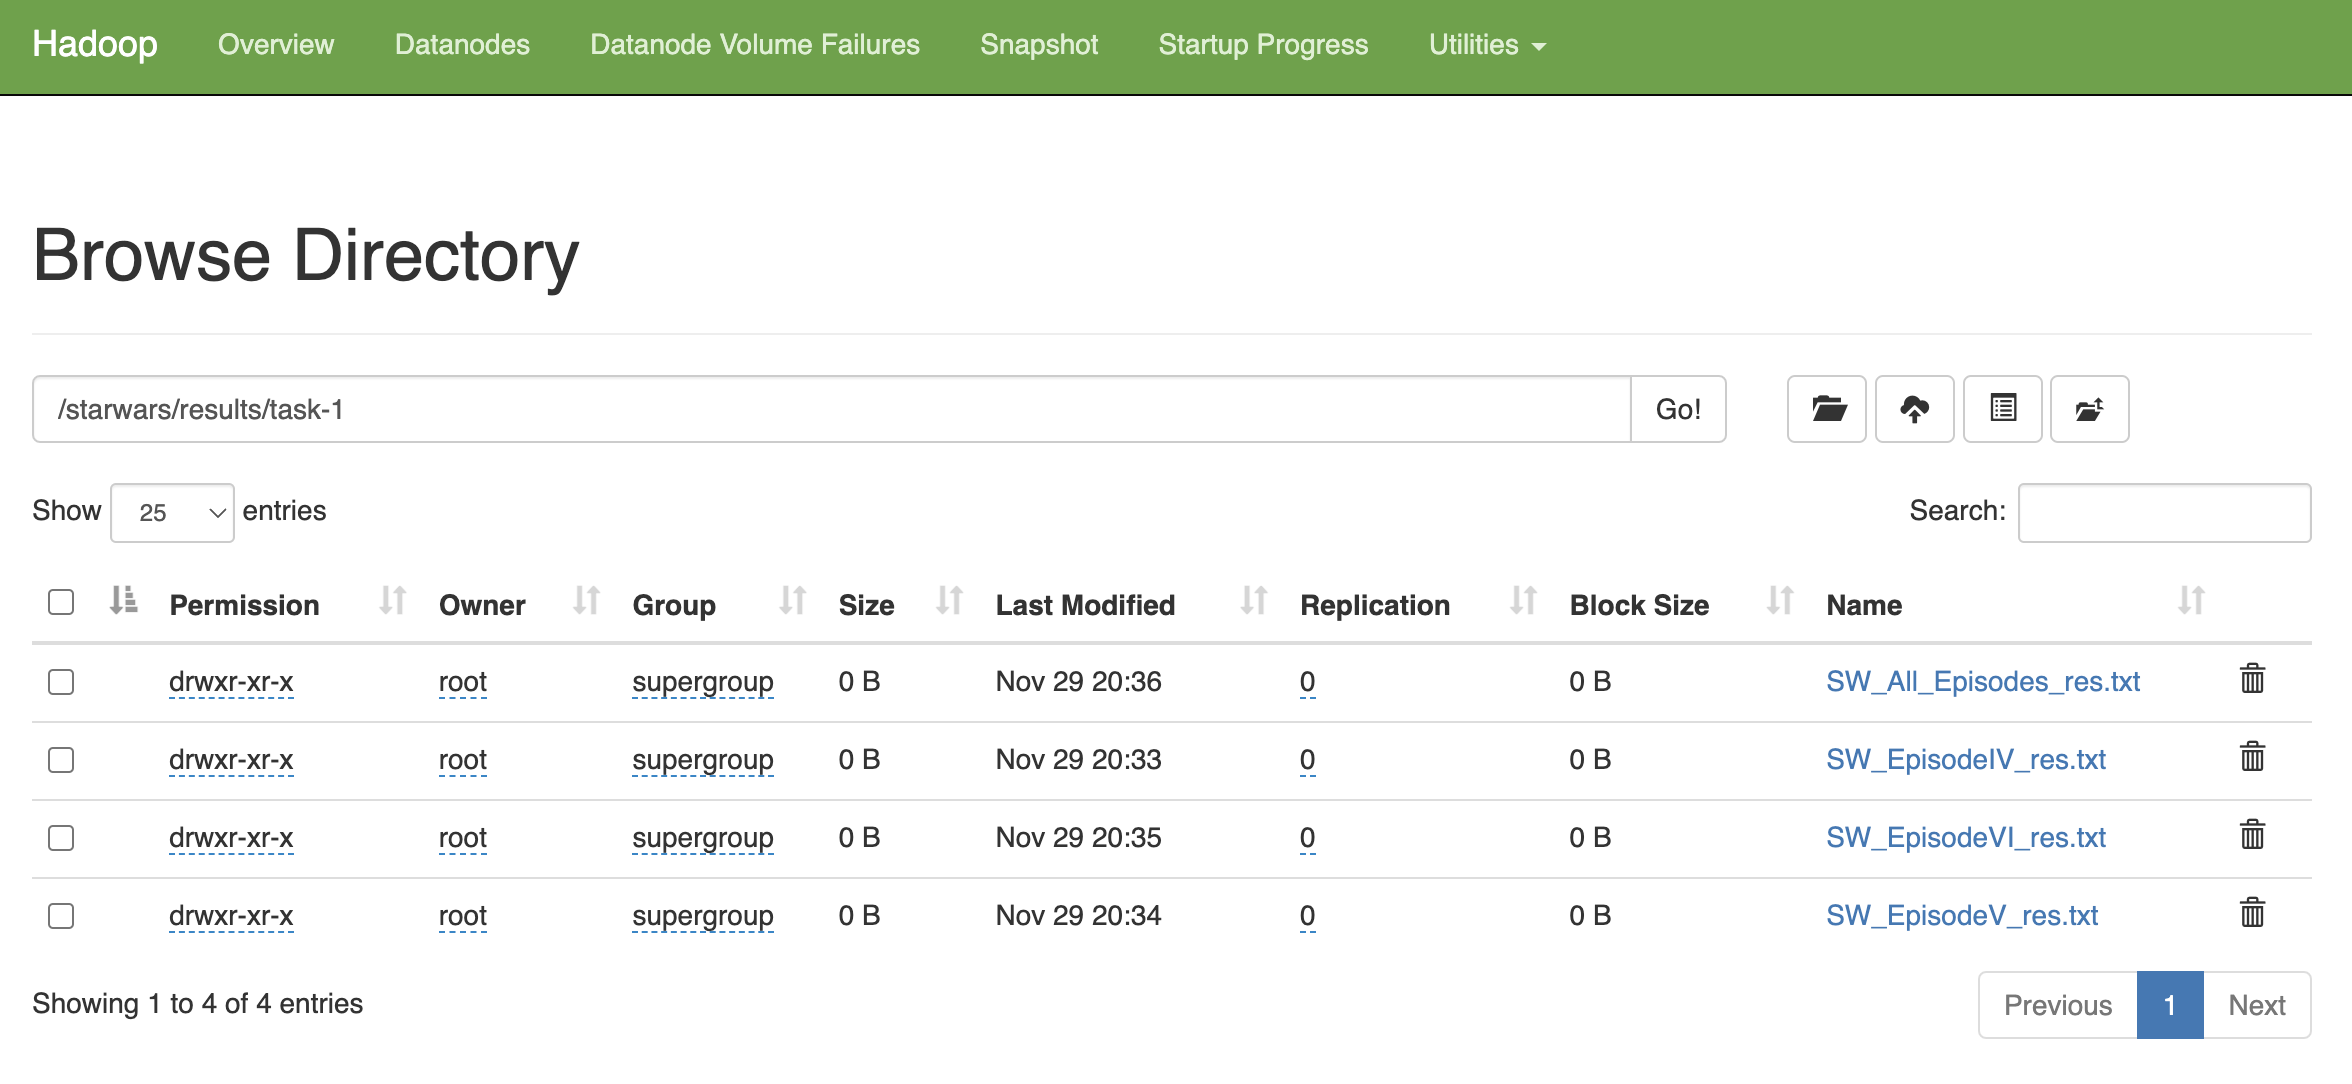 Hadoop Overview Datanodes Datanode Volume Failures Snapshot Startup Progress Utilities
Browse Directory
/starwars/results/task-1 Go!
Show 25 entries Search:
Permission Owner Group Size Last Modified Replication Block Size Name
drwxr-xr-x root supergroup 0 B Nov 29 20:36 0 0 B SW_All_Episodes_res.txt
drwxr-xr-x root supergroup 0 B Nov 29 20:33 0 0 B SW_EpisodeIV_res.txt
drwxr-xr-x root supergroup 0 B Nov 29 20:35 0 0 B SW_EpisodeVI_res.txt
drwxr-xr-x root supergroup 0 B Nov 29 20:34 0 0 B SW_EpisodeV_res.txt
Showing 1 to 4 of 4 entries Previous 1 Next